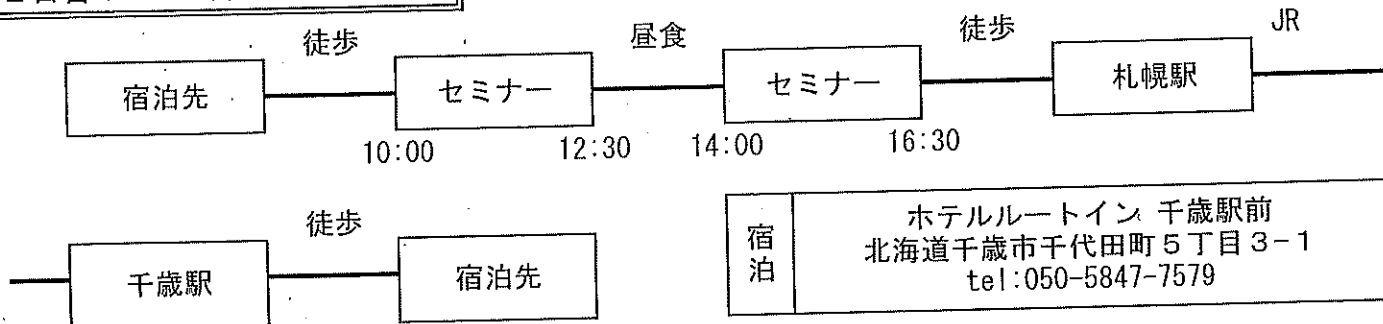 徒歩 昼食 徒歩 JR
宿泊先 セミナー セミナー 札幌駅
10:00 12:30 14:00 16:30
徒歩
千歳駅 宿泊先
宿泊
ホテルルートイン 千歳駅前
北海道千歳市千代田町5丁目3-1
tel:050-5847-7579